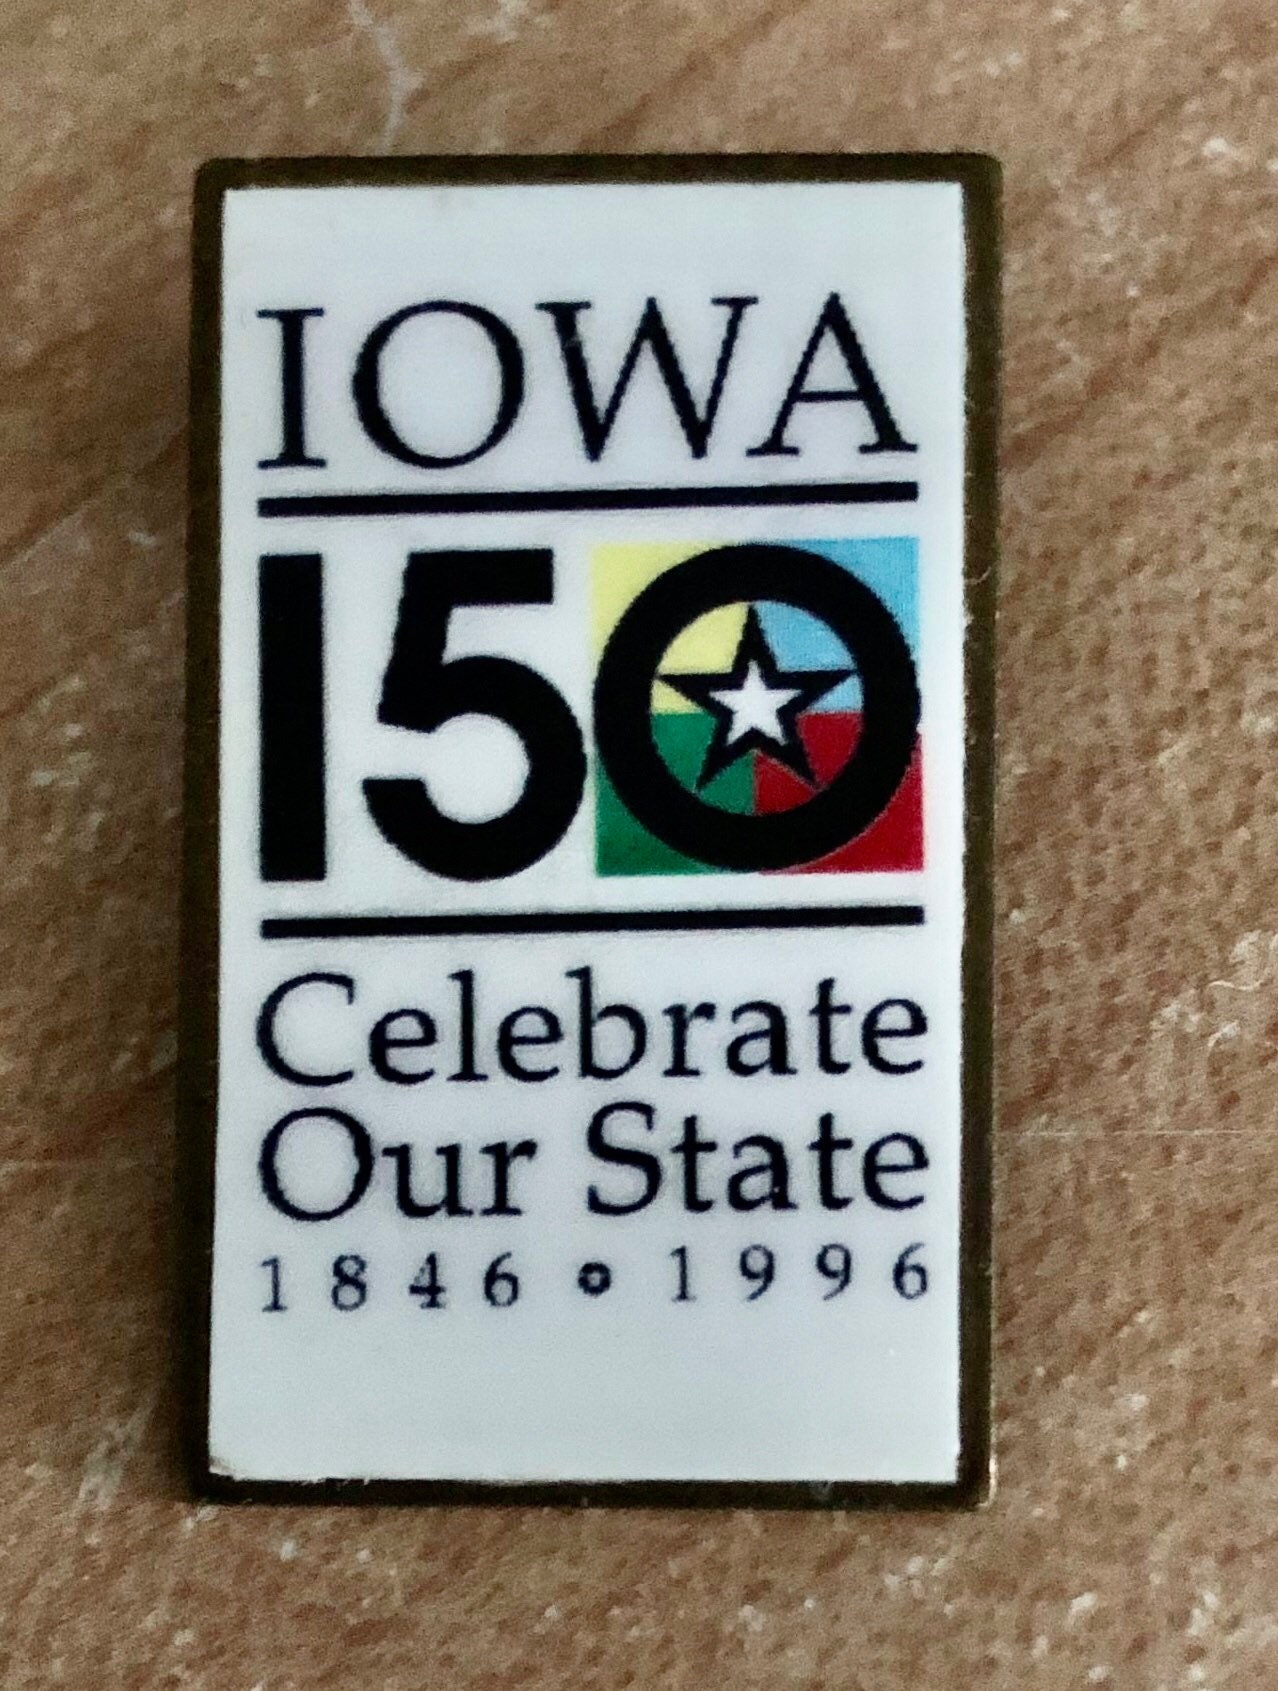 IOWA
150
Celebrate
Our State
1846 • 1996